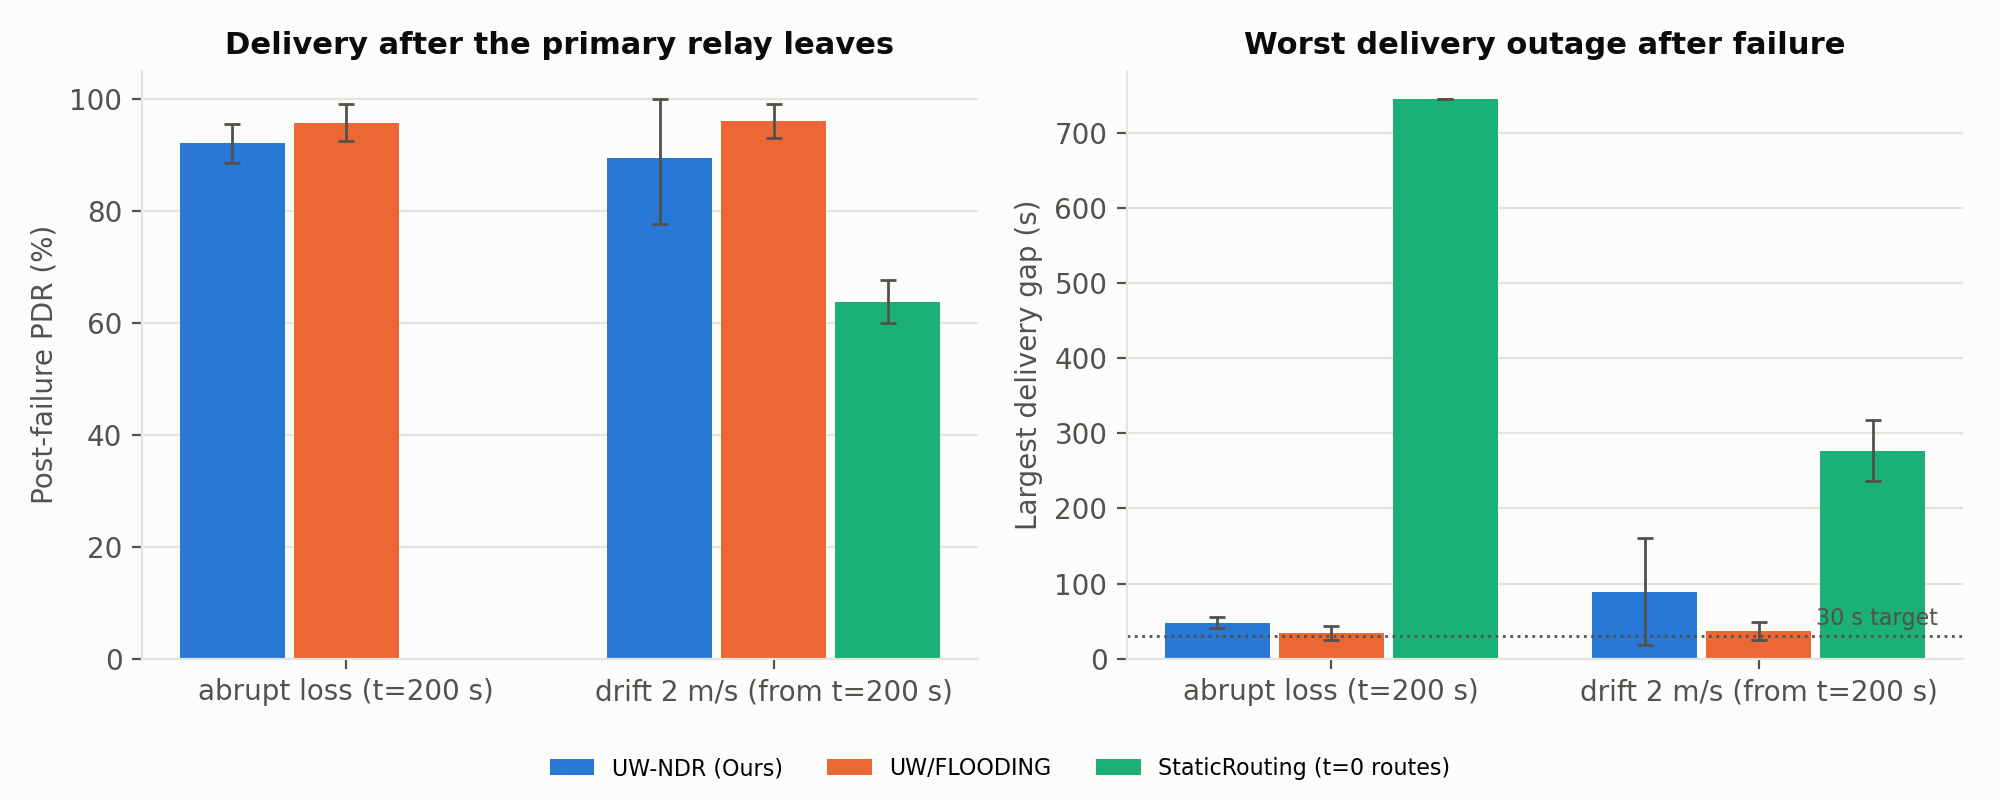 Delivery after the primary relay leaves
Post-failure PDR (%)
100
80
60
40
20
0
abrupt loss (t=200 s)
drift 2 m/s (from t=200 s)
Worst delivery outage after failure
Largest delivery gap (s)
700
600
500
400
300
200
100
0
30 s target
abrupt loss (t=200 s)
drift 2 m/s (from t=200 s)
UW-NDR (Ours)
UW/FLOODING
StaticRouting (t=0 routes)